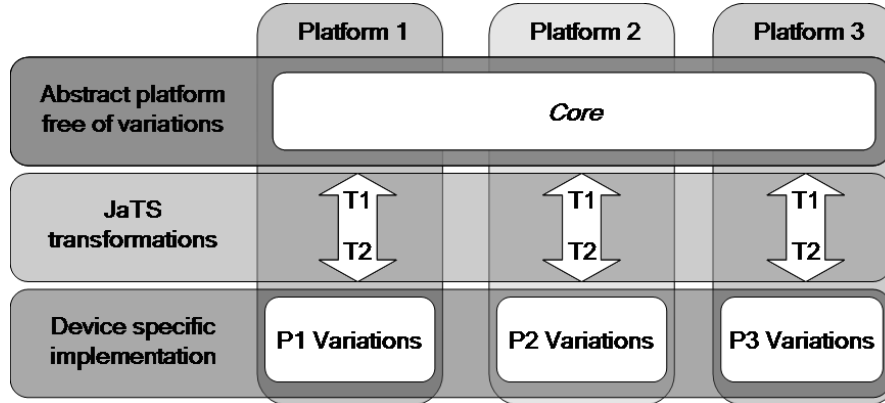 Platform 1
Platform 2
Platform 3
Abstract platform
free of variations
Core
JaTS
transformations
T1
T2
T1
T2
T1
T2
Device specific
implementation
P1 Variations
P2 Variations
P3 Variations